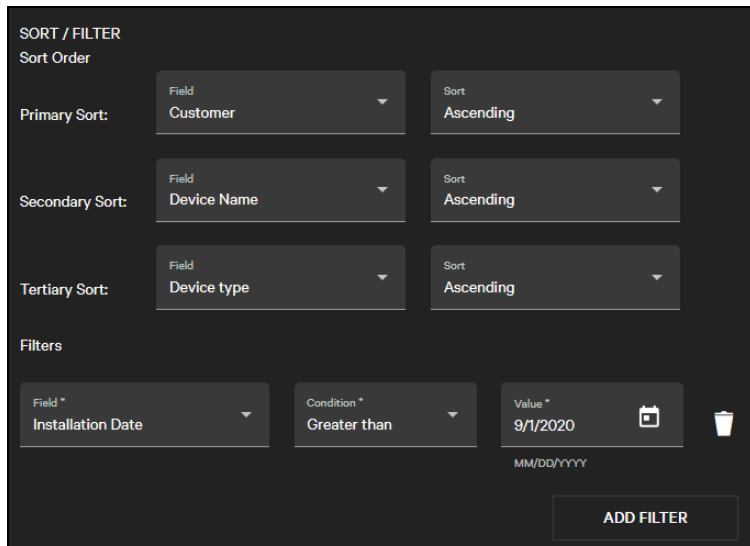 SORT / FILTER
Sort Order
Primary Sort:
Field
Customer
Sort
Ascending
Secondary Sort:
Field
Device Name
Sort
Ascending
Tertiary Sort:
Field
Device type
Sort
Ascending
Filters
Field *
Installation Date
Condition *
Greater than
Value *
9/1/2020
MM/DD/YYYY
ADD FILTER